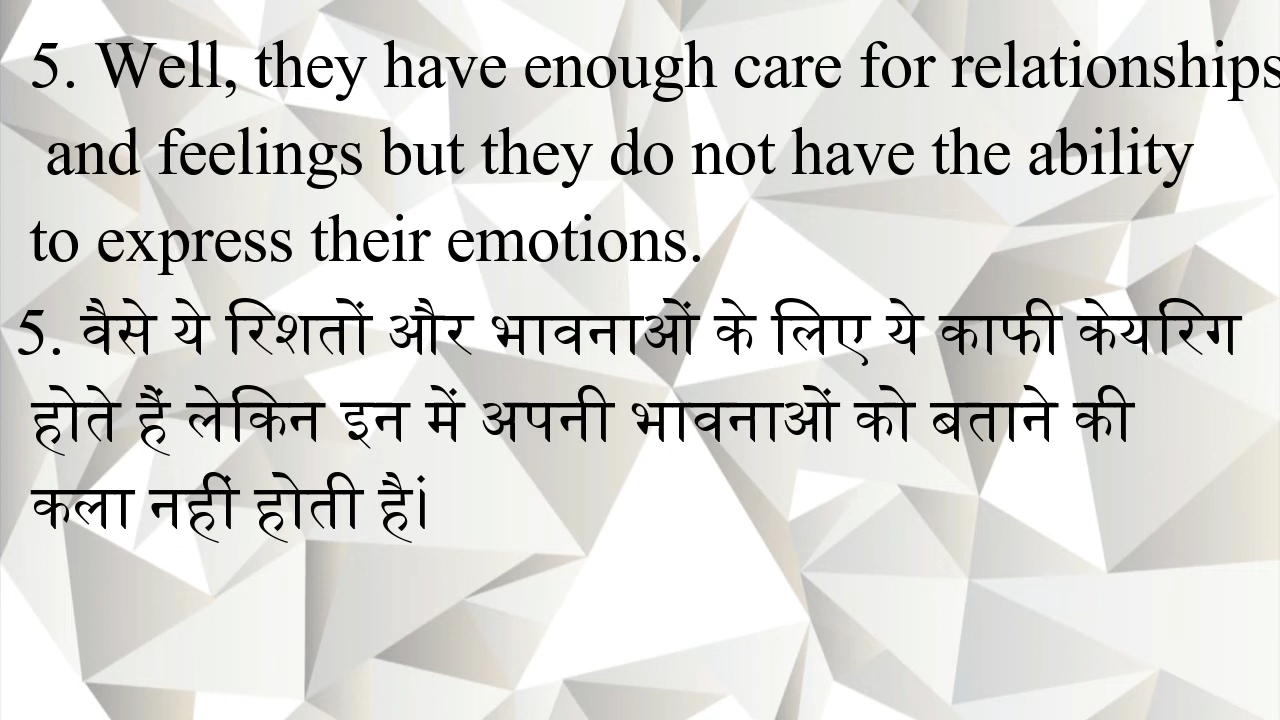 5. Well, they have enough care for relationships
and feelings but they do not have the ability
to express their emotions.
5. वैसे ये रिशतों और भावनाओं के लिए ये काफी केयरिग
होते हैं लेकिन इन में अपनी भावनाओं को बताने की
कला नहीं होती है।ं